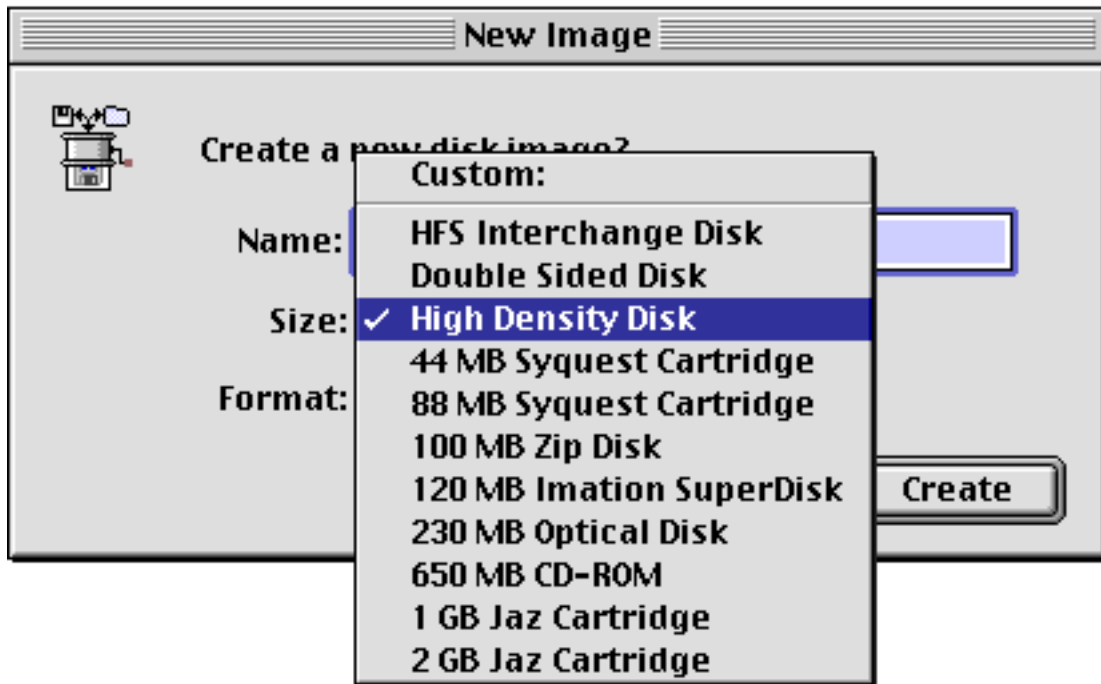 New Image
Create a new disk image?
Custom:
Name:
HFS Interchange Disk
Double Sided Disk
Size: ✓ High Density Disk
44 MB Syquest Cartridge
Format:
88 MB Syquest Cartridge
100 MB Zip Disk
120 MB Imation SuperDisk
Create
230 MB Optical Disk
650 MB CD-ROM
1 GB Jaz Cartridge
2 GB Jaz Cartridge